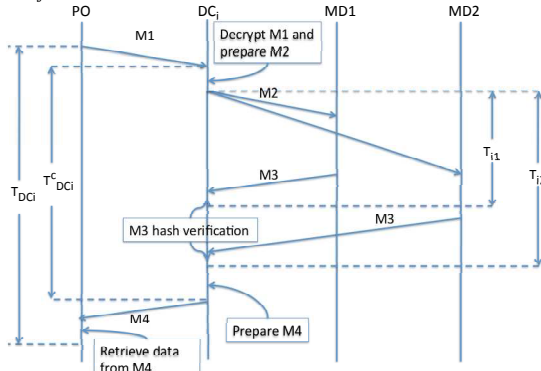 PO DCi MD1 MD2
M1
Decrypt M1 and
prepare M2
M2
Ti1
Ti
M3
TDCi
TcDCi
M3
M3 hash verification
M4
Prepare M4
Retrieve data
from M4